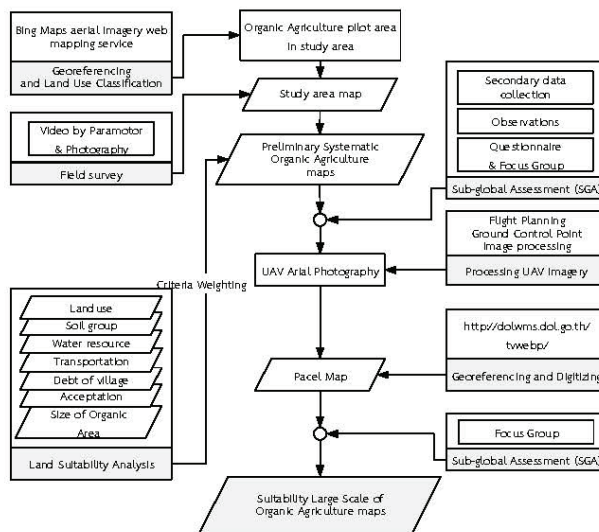 Bing Maps aerial imagery web
mapping service
Georeferencing
and Land Use Classification
Organic Agriculture pilot area
in study area
Study area map
Video by Paramotor
& Photography
Field survey
Preliminary Systematic
Organic Agriculture
maps
Secondary data
collection
Observations
Questionnaire
& Focus Group
Sub-global Assessment (SGA)
Flight Planning
Ground Control Point
Image processing
Processing UAV Imagery
UAV Arial Photography
Criteria Weighting
Land use
Soil group
Water resource
Transportation
Debt of village
Acceptation
Size of Organic
Area
Land Suitability Analysis
http://dolwms.dol.go.th/
tvwebp/
Georeferencing and Digitizing
Pacel Map
Focus Group
Sub-global Assessment (SGA)
Suitability Large Scale of
Organic Agriculture maps